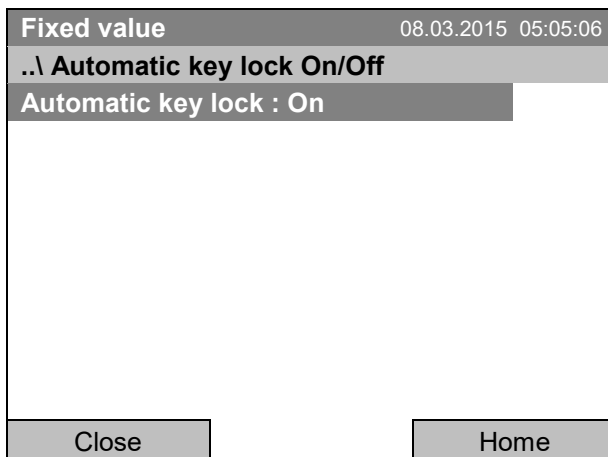 Fixed value 08.03.2015 05:05:06
..\ Automatic key lock On/Off
Automatic key lock : On
Close Home